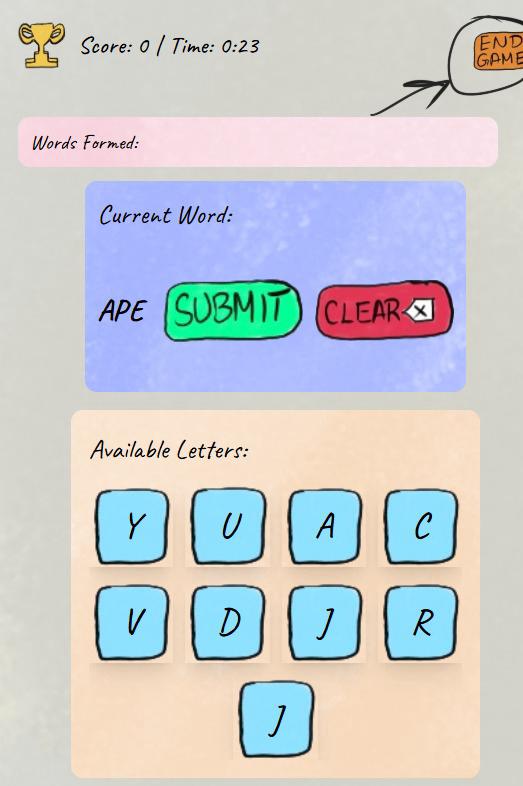 Score: 0 / Time: 0:23
END
GAME
Words Formed:
Current Word:
APE SUBMIT CLEAR X
Available Letters:
Y U A C
V D J R
J